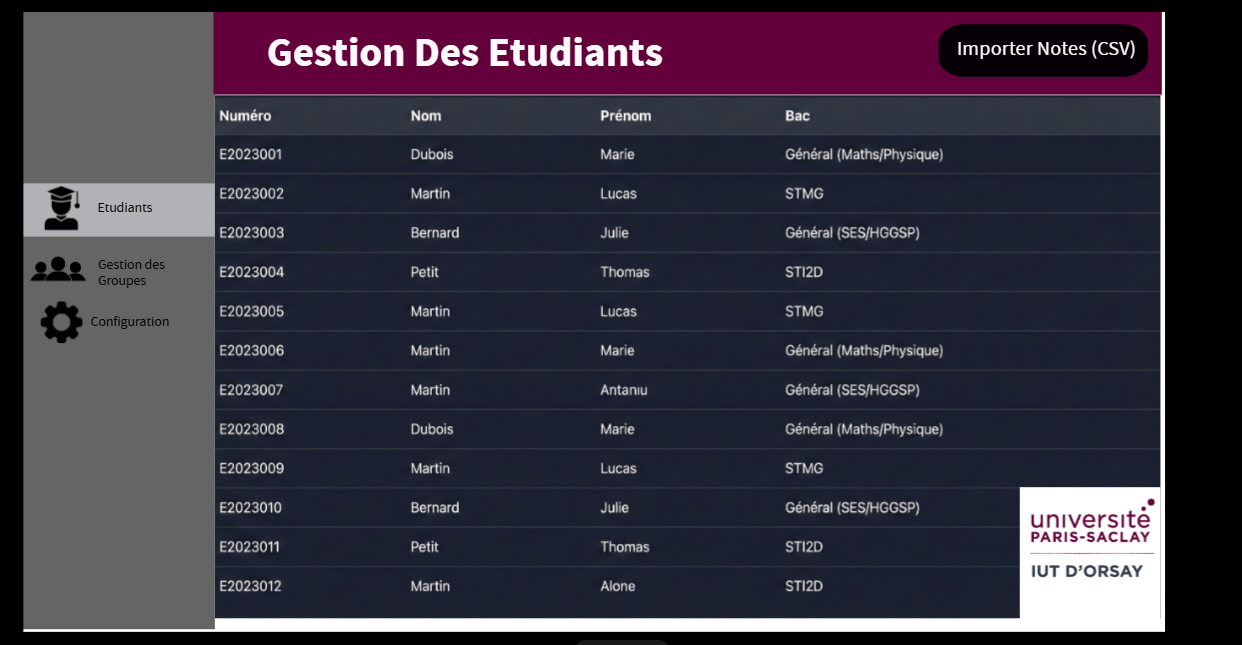 Gestion Des Etudiants
Importer Notes (CSV)
Etudiants
Gestion des
Groupes
Configuration
Numéro Nom Prénom Bac
E2023001 Dubois Marie Général (Maths/Physique)
E2023002 Martin Lucas STMG
E2023003 Bernard Julie Général (SES/HGGSP)
E2023004 Petit Thomas STI2D
E2023005 Martin Lucas STMG
E2023006 Martin Marie Général (Maths/Physique)
E2023007 Martin Antanıu Général (SES/HGGSP)
E2023008 Dubois Marie Général (Maths/Physique)
E2023009 Martin Lucas STMG
E2023010 Bernard Julie Général (SES/HGGSP)
E2023011 Petit Thomas STI2D
E2023012 Martin Alone STI2D
université
PARIS-SACLAY
IUT D'ORSAY